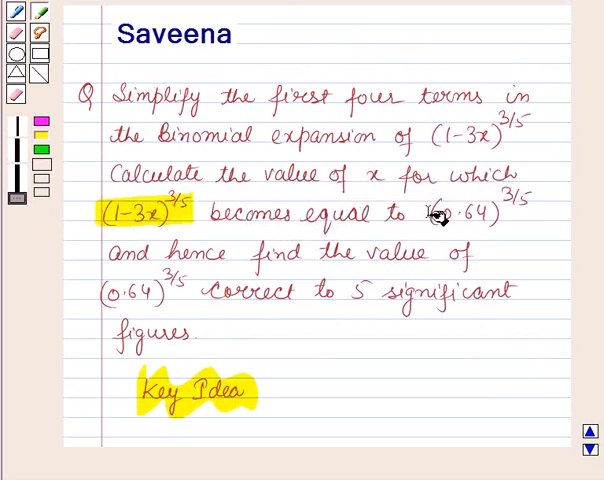 Saveena
Q Simplify the first four terms in
the Binomial expansion of (1-3x)^3/5
Calculate the value of x for which
(1-3x)^3/5 becomes equal to (0.64)^3/5
and hence find the value of
(0.64)^3/5 correct to 5 significant
figures.
Key Idea